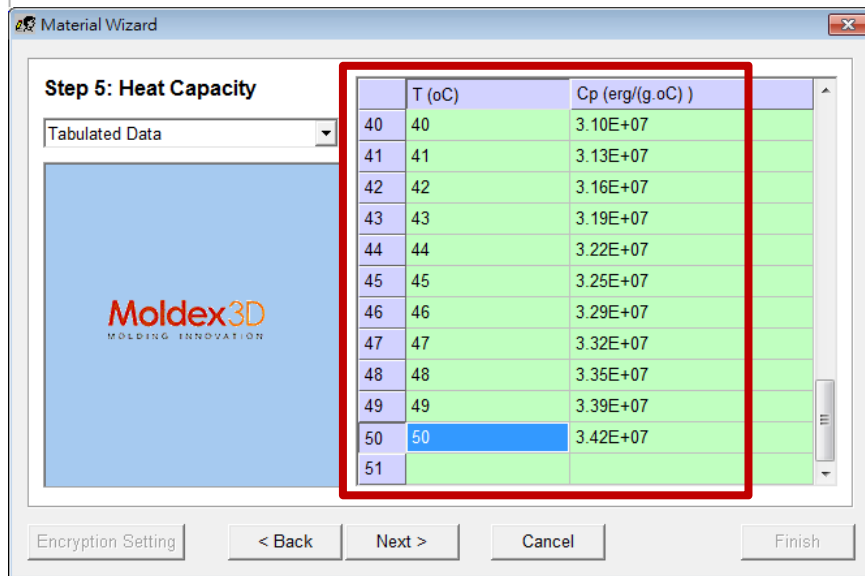 Material Wizard
Step 5: Heat Capacity
Tabulated Data
Moldex3D
MOLDING INNOVATION
T (oC) Cp (erg/(g.oC) )
40 40 3.10E+07
41 41 3.13E+07
42 42 3.16E+07
43 43 3.19E+07
44 44 3.22E+07
45 45 3.25E+07
46 46 3.29E+07
47 47 3.32E+07
48 48 3.35E+07
49 49 3.39E+07
50 50 3.42E+07
51
Encryption Setting < Back Next > Cancel Finish